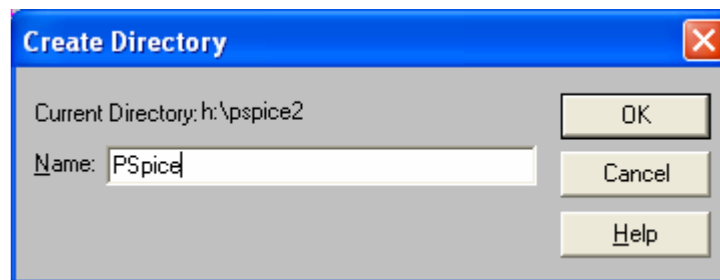 Create Directory
Current Directory: h:\pspice2
OK
Name: PSpice
Cancel
Help